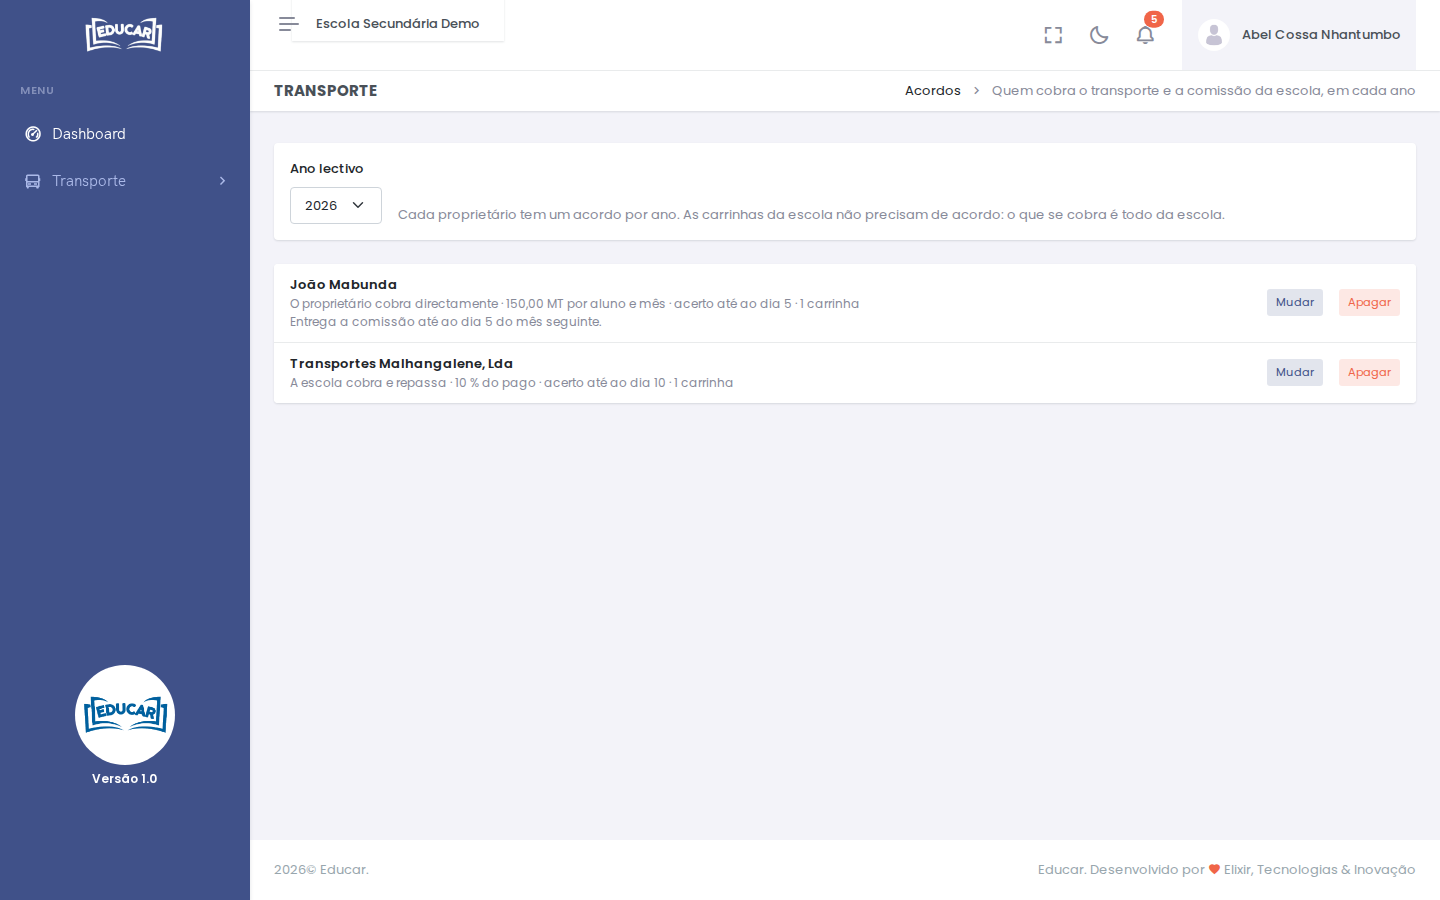 EDUCAR
MENU
Dashboard
Transporte
EDUCAR
Versão 1.0
Escola Secundária Demo
5
Abel Cossa Nhantumbo
TRANSPORTE
Acordos > Quem cobra o transporte e a comissão da escola, em cada ano
Ano lectivo
2026
Cada proprietário tem um acordo por ano. As carrinhas da escola não precisam de acordo: o que se cobra é todo da escola.
João Mabunda
O proprietário cobra directamente · 150,00 MT por aluno e mês · acerto até ao dia 5 · 1 carrinha
Entrega a comissão até ao dia 5 do mês seguinte.
Mudar
Apagar
Transportes Malhangalene, Lda
A escola cobra e repassa · 10 % do pago · acerto até ao dia 10 · 1 carrinha
Mudar
Apagar
2026© Educar.
Educar. Desenvolvido por ❤ Elixir, Tecnologias & Inovação